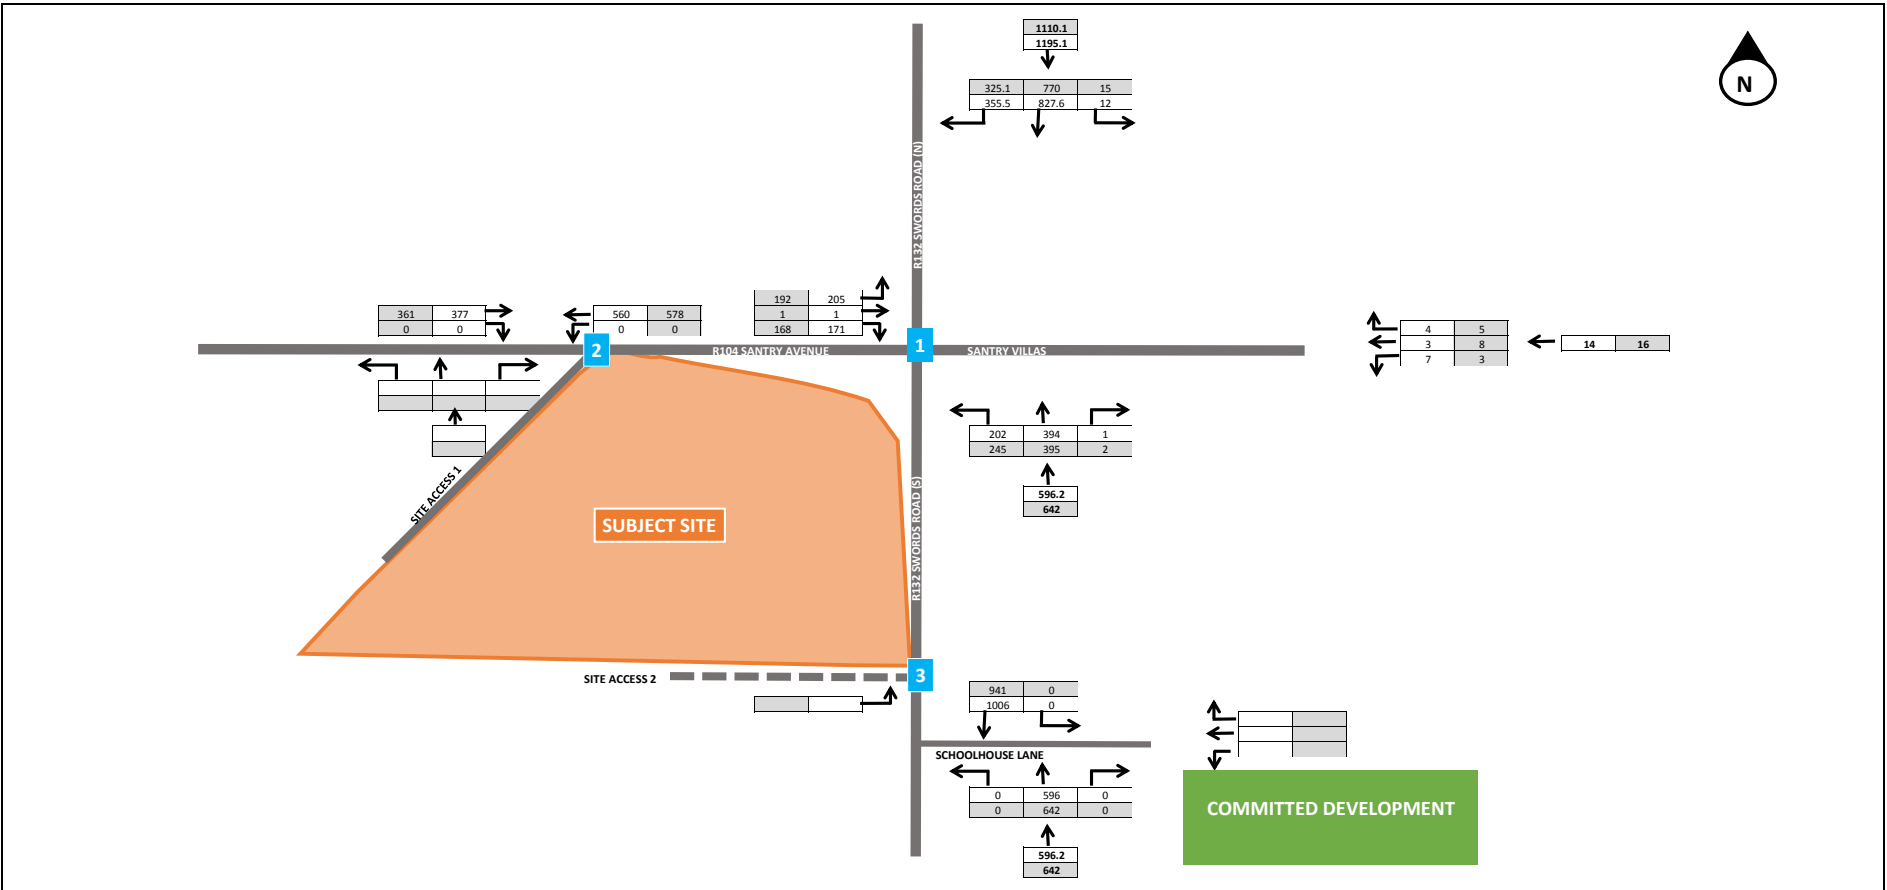 1110.1
1195.1
N
325.1 770 15
355.5 827.6 12
R132 SWORDS ROAD (N)
192 205
1 1
168 171
361 377
0 0
560 578
0 0
4 5
3 8
7 3
14 16
2
R104 SANTRY AVENUE
1
SANTRY VILLAS
202 394 1
245 395 2
596.2
642
SITE ACCESS 1
SUBJECT SITE
R132 SWORDS ROAD (S)
SITE ACCESS 2
3
941 0
1006 0
SCHOOLHOUSE LANE
0 596 0
0 642 0
COMMITTED DEVELOPMENT
596.2
642